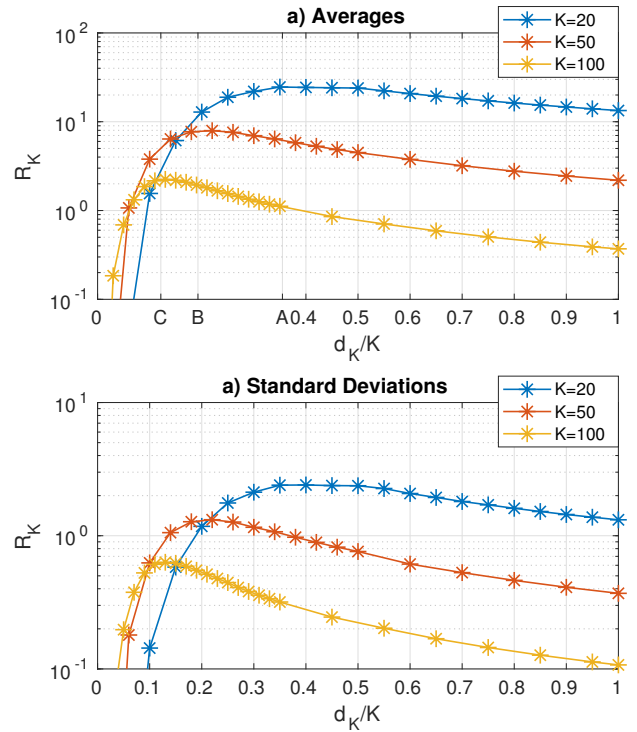 a) Averages
K=20
K=50
K=100
10^2
10^1
10^0
10^-1
R_K
0 C B A 0.4 0.5 0.6 0.7 0.8 0.9 1
d_K/K
a) Standard Deviations
K=20
K=50
K=100
10^1
10^0
10^-1
R_K
0 0.1 0.2 0.3 0.4 0.5 0.6 0.7 0.8 0.9 1
d_K/K